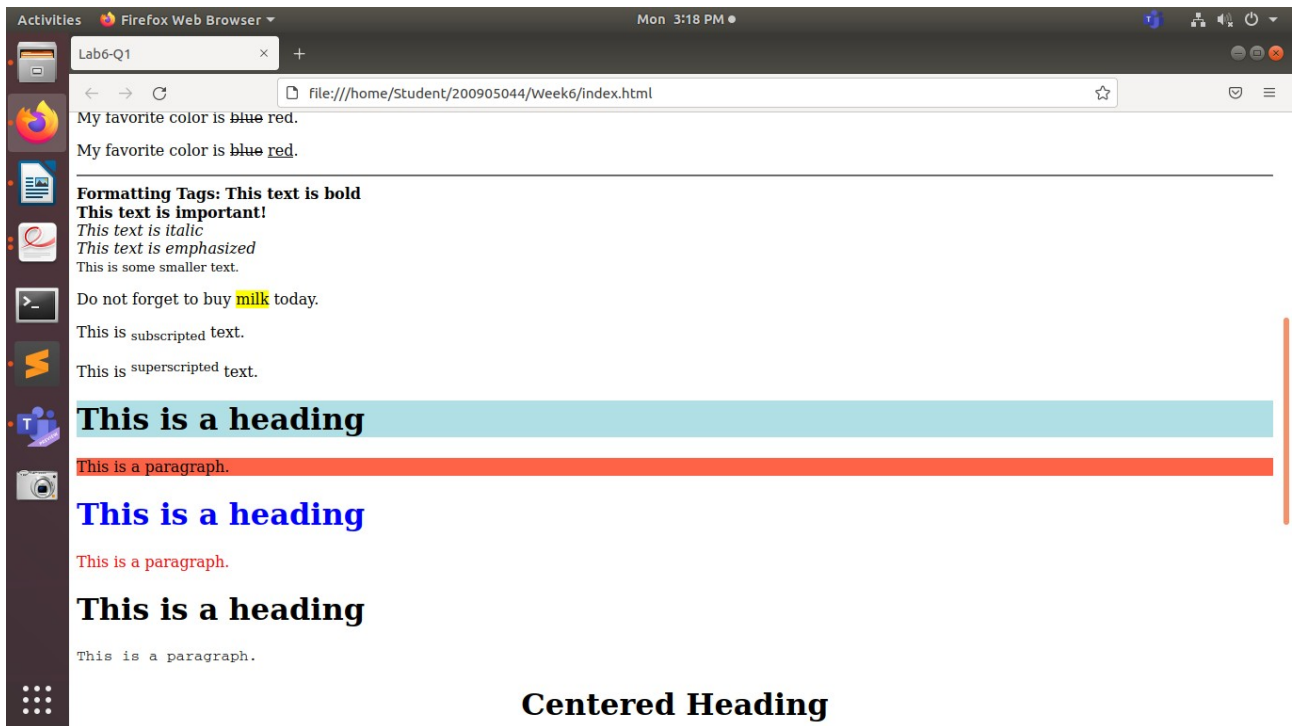 Activities Firefox Web Browser Mon 3:18 PM
Lab6-Q1
file:///home/Student/200905044/Week6/index.html
My favorite color is blue red.
My favorite color is blue red.
Formatting Tags: This text is bold
This text is important!
This text is italic
This text is emphasized
This is some smaller text.
Do not forget to buy milk today.
This is subscripted text.
This is superscripted text.
This is a heading
This is a paragraph.
This is a heading
This is a paragraph.
This is a heading
This is a paragraph.
Centered Heading